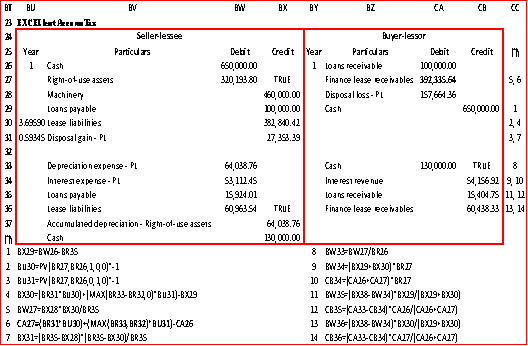 BT BU BV BW BX BY BZ CA CB CC
23 EXCEL
24 Seller-lessee Buyer-lessor
25 Year Particulars Debit Credit Year Particulars Debit Credit
26 1 Cash 650,000.00 1 Loans receivable 100,000.00
27 Right-of-use assets 320,193.80 TRUE Finance lease receivables 392,335.64 5, 6
28 Machinery 460,000.00 Disposal loss - PL 157,664.36
29 Loans payable 100,000.00 Cash 650,000.00 1
30 3.69590 Lease liabilities 282,840.42 2, 4
31 0.59345 Disposal gain - PL 27,353.39 3, 7
32
33 Depreciation expense - PL 64,038.76 Cash 130,000.00 TRUE 8
34 Interest expense - PL 53,112.45 Interest revenue 54,156.92 9, 10
35 Loans payable 15,924.01 Loans receivable 15,404.75 11, 12
36 Lease liabilities 60,963.54 TRUE Finance lease receivables 60,438.33 13, 14
37 Accumulated depreciation - Right-of-use assets 64,038.76
Cash 130,000.00
1 BX29=BW26-BR35 8 BW33=BW27/BR26
2 BU30=PV(BR27,BR26,1,0,0)*-1 9 BW34=(BX29+BX30)*BR27
3 BU31=PV(BR27,BR26,0,1,0)*-1 10 CB34=(CA26+CA27)*BR27
4 BX30=(BR31*BU30)+(MAX(BR33-BR32,0)*BU31)-BX29 11 BW35=(BX38-BW34)*BX29/(BX29+BX30)
5 BW27=BX28*BX30/BR35 12 CB35=(CA33-CB34)*CA26/(CA26+CA27)
6 CA27=(BR31*BU30)+(MAX(BR33,BR32)*BU31)-CA26 13 BW36=(BX38-BW34)*BX30/(BX29+BX30)
7 BX31=(BR35-BX28)*(BR35-BX30)/BR35 14 CB36=(CA33-CB34)*CA27/(CA26+CA27)